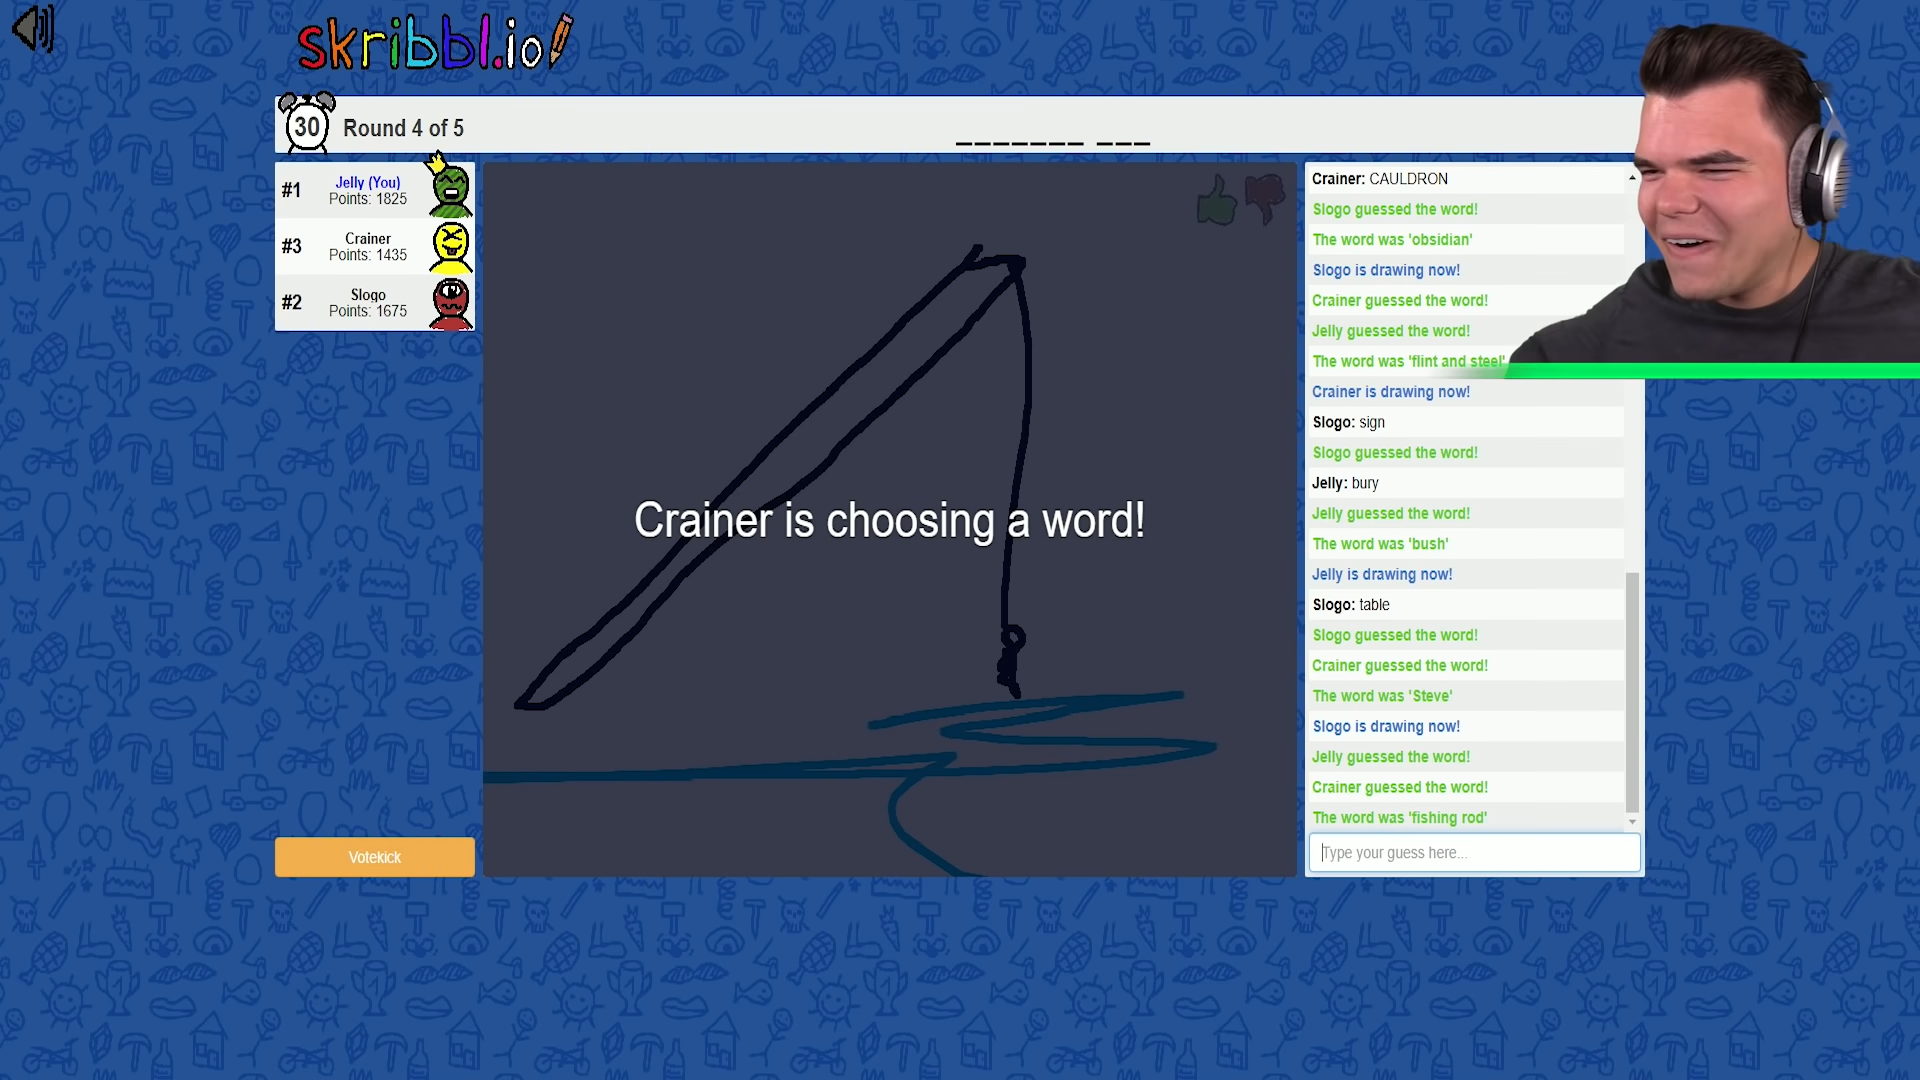 skribbl.io
30
Round 4 of 5
_______ ___
#1
Jelly (You)
Points: 1825
#3
Crainer
Points: 1435
#2
Slogo
Points: 1675
Votekick
Crainer is choosing a word!
Crainer: CAULDRON
Slogo guessed the word!
The word was 'obsidian'
Slogo is drawing now!
Crainer guessed the word!
Jelly guessed the word!
The word was 'flint and steel'
Crainer is drawing now!
Slogo: sign
Slogo guessed the word!
Jelly: bury
Jelly guessed the word!
The word was 'bush'
Jelly is drawing now!
Slogo: table
Slogo guessed the word!
Crainer guessed the word!
The word was 'Steve'
Slogo is drawing now!
Jelly guessed the word!
Crainer guessed the word!
The word was 'fishing rod'
Type your guess here...